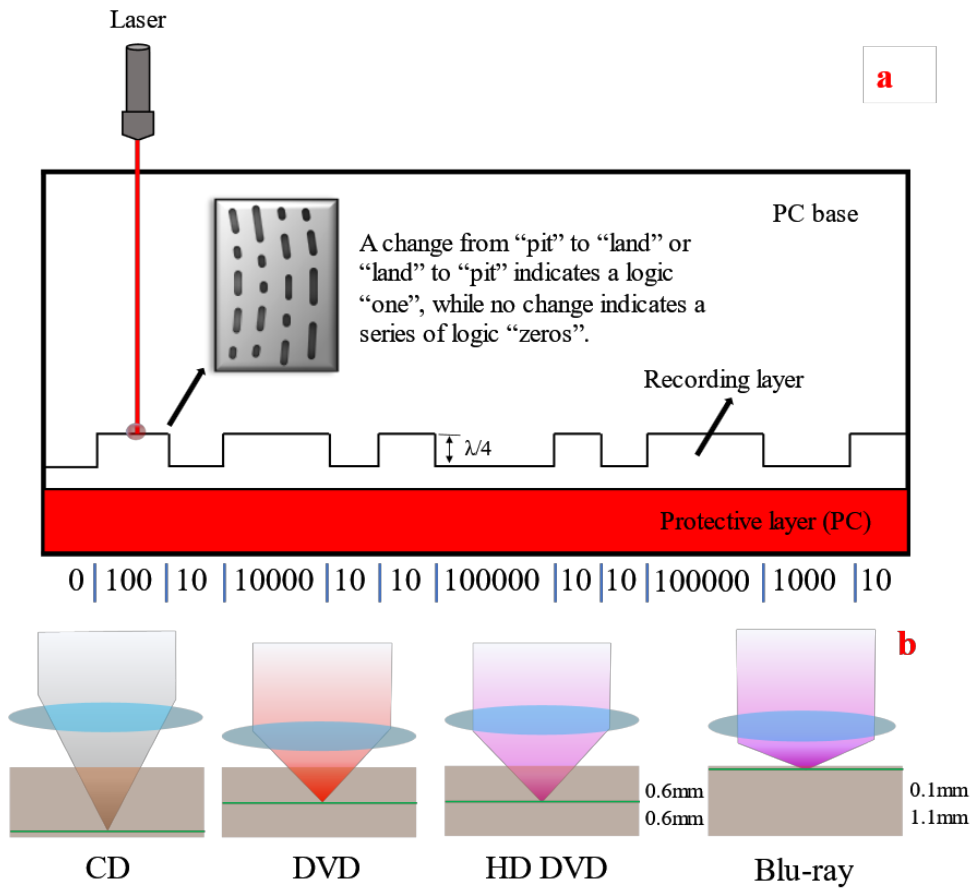 Laser
a
PC base
A change from “pit” to “land” or
“land” to “pit” indicates a logic
“one”, while no change indicates a
series of logic “zeros”.
Recording layer
λ/4
Protective layer (PC)
0 | 100 | 10 | 10000 | 10 | 10 | 100000 | 10 | 10 | 100000 | 1000 | 10
b
0.6mm
0.6mm
0.1mm
1.1mm
CD
DVD
HD DVD
Blu-ray